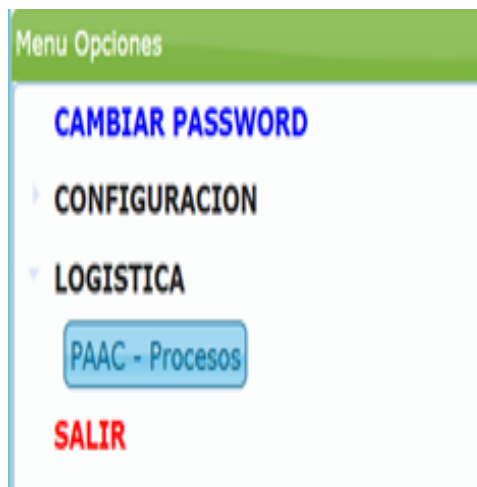 Menu Opciones
CAMBIAR PASSWORD
CONFIGURACION
LOGISTICA
PAAC - Procesos
SALIR